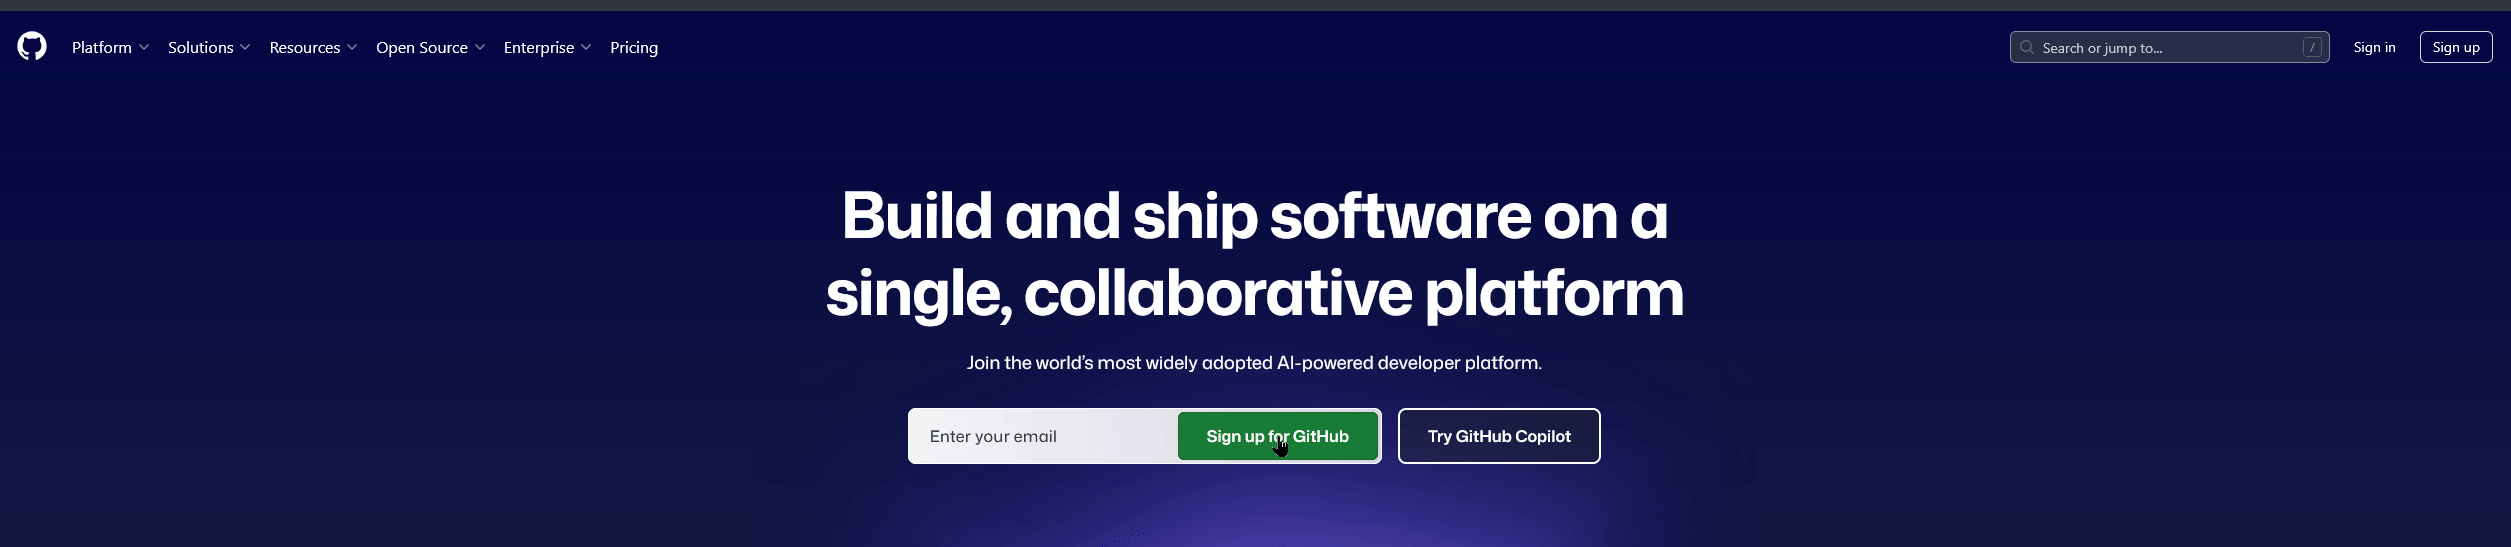 Platform Solutions Resources Open Source Enterprise Pricing Search or jump to... / Sign in Sign up
Build and ship software on a
single, collaborative platform
Join the world’s most widely adopted AI-powered developer platform.
Enter your email Sign up for GitHub Try GitHub Copilot